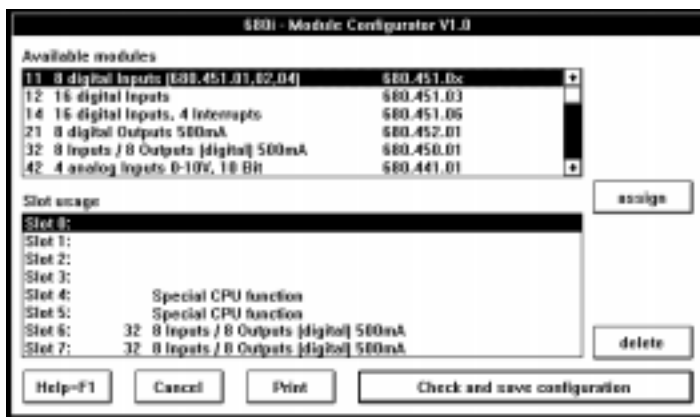 680i - Module Configurator V1.0
Available modules
11 8 digital Inputs (680.451.01,02,04) 680.451.0x
12 16 digital Inputs 680.451.03
14 16 digital Inputs, 4 Interrupts 680.451.06
21 8 digital Outputs 500mA 680.452.01
32 8 Inputs / 8 Outputs (digital) 500mA 680.450.01
42 4 analog Inputs 0-10V, 10 Bit 680.441.01
assign
Slot usage
Slot 0:
Slot 1:
Slot 2:
Slot 3:
Slot 4: Special CPU function
Slot 5: Special CPU function
Slot 6: 32 8 Inputs / 8 Outputs (digital) 500mA
Slot 7: 32 8 Inputs / 8 Outputs (digital) 500mA
delete
Help=F1 Cancel Print Check and save configuration